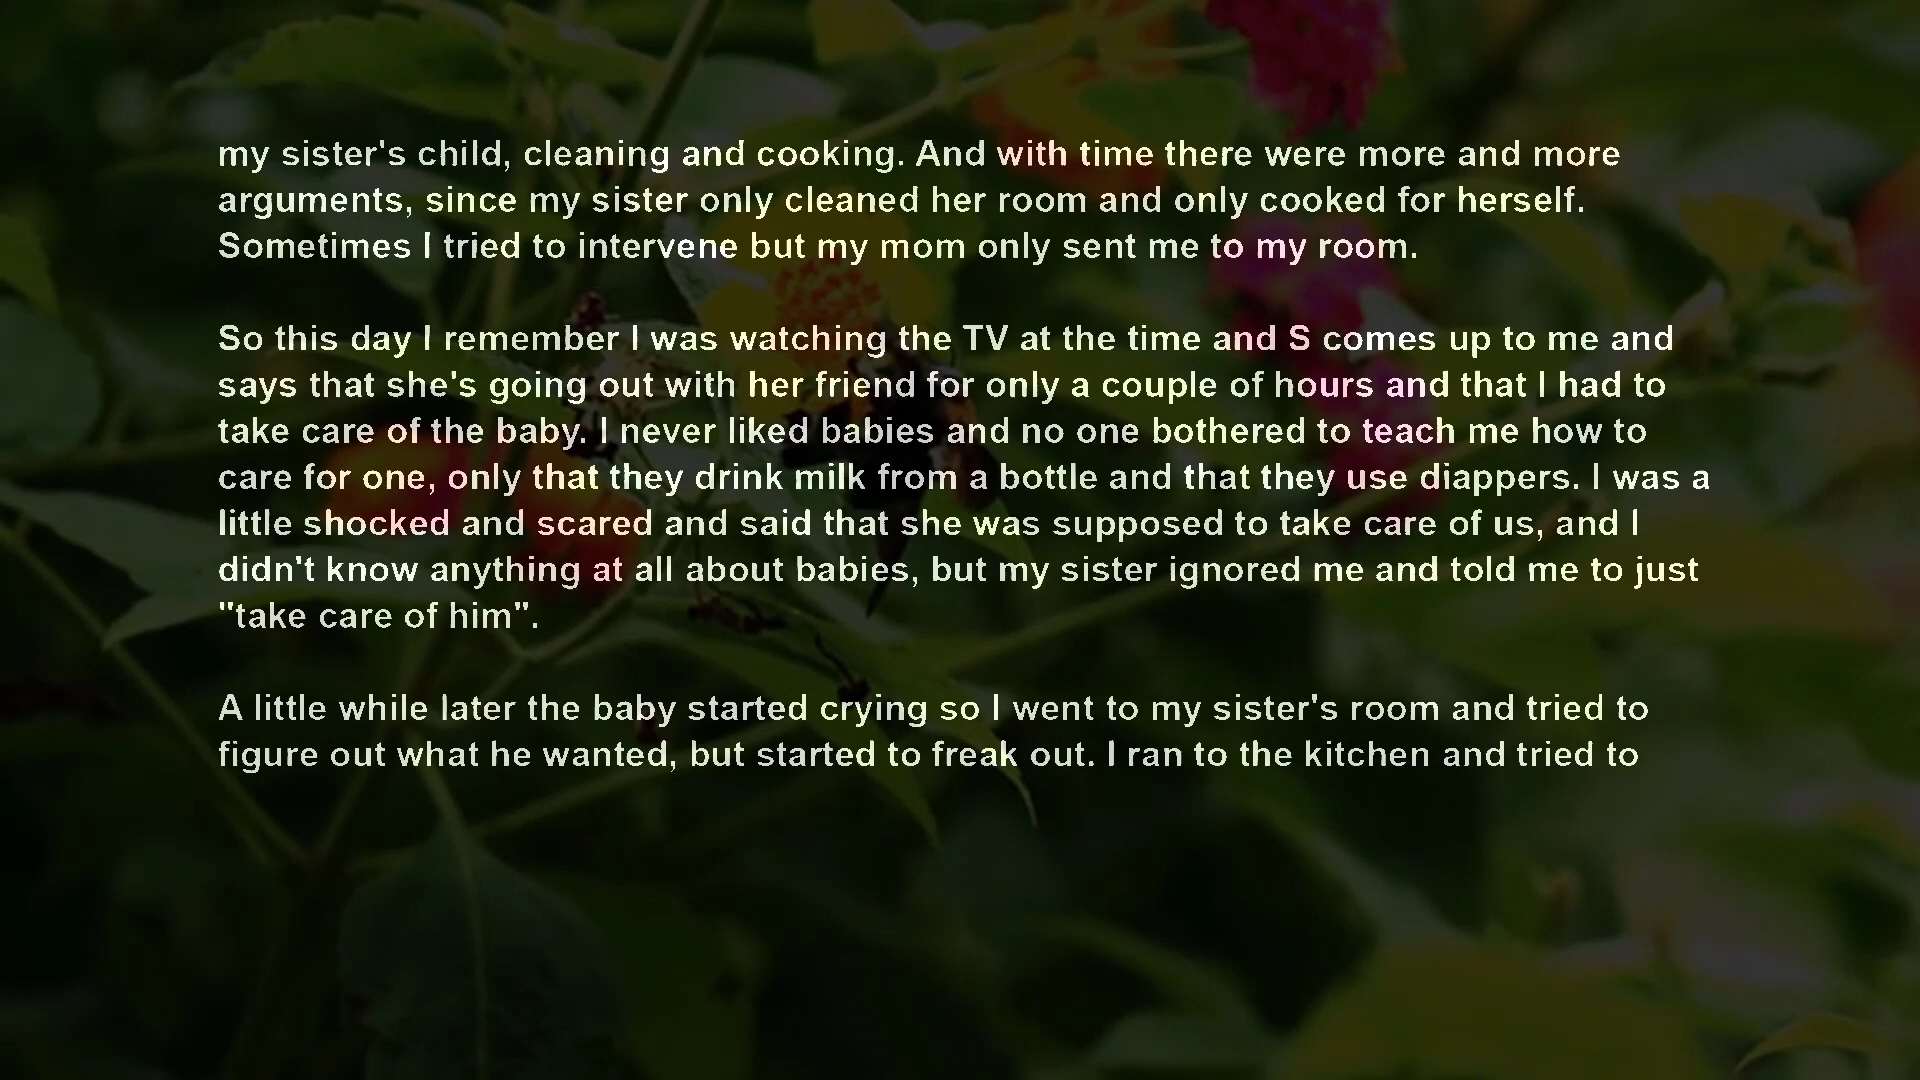 my sister's child, cleaning and cooking. And with time there were more and more
arguments, since my sister only cleaned her room and only cooked for herself.
Sometimes I tried to intervene but my mom only sent me to my room.
So this day I remember I was watching the TV at the time and S comes up to me and
says that she's going out with her friend for only a couple of hours and that I had to
take care of the baby. I never liked babies and no one bothered to teach me how to
care for one, only that they drink milk from a bottle and that they use diappers. I was a
little shocked and scared and said that she was supposed to take care of us, and I
didn't know anything at all about babies, but my sister ignored me and told me to just
"take care of him".
A little while later the baby started crying so I went to my sister's room and tried to
figure out what he wanted, but started to freak out. I ran to the kitchen and tried to